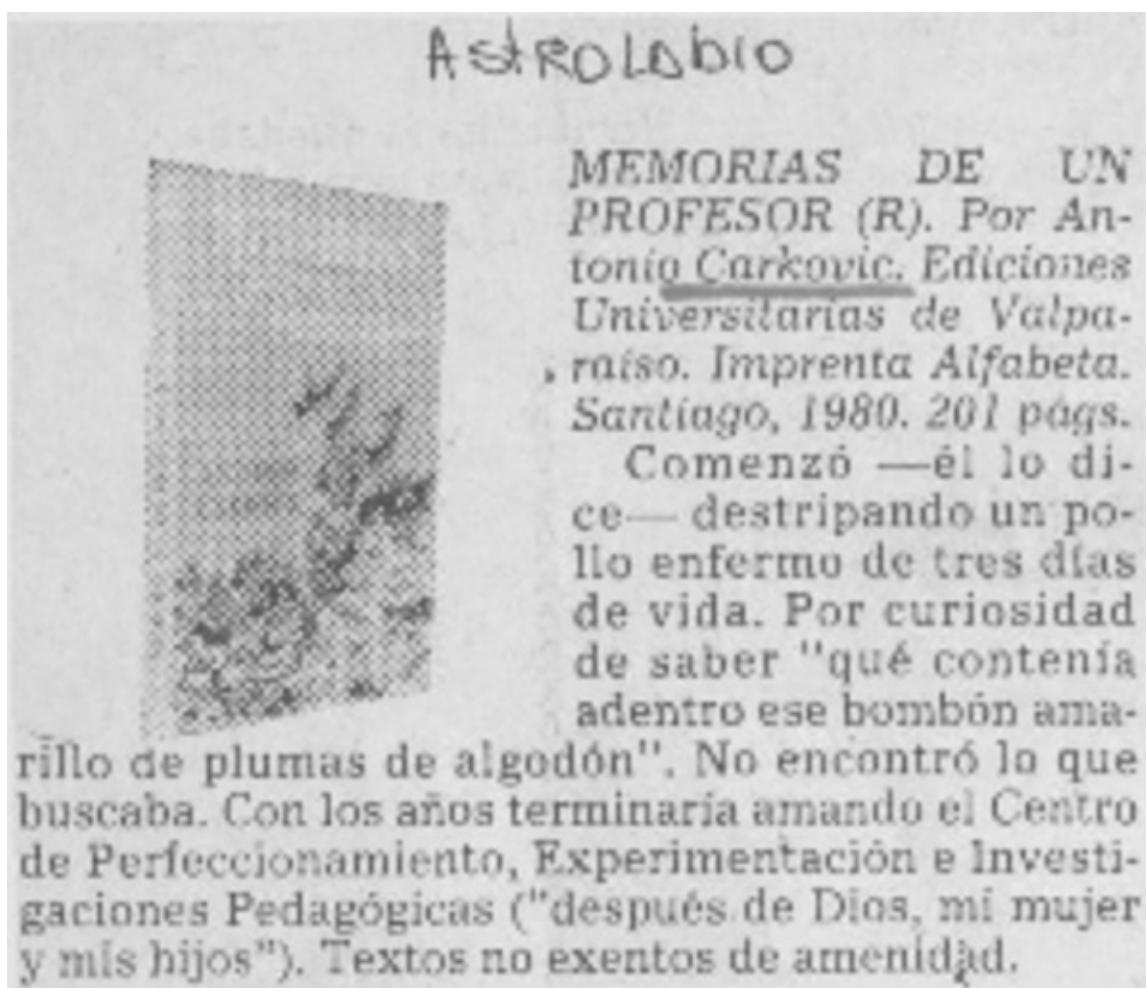 AstROLAbIO
MEMORIAS DE UN
PROFESOR (R). Por An-
tonio Carkovic. Ediciones
Universitarias de Valpa-
raíso. Imprenta Alfabeta.
Santiago, 1980. 201 págs.
Comenzó —él lo di-
ce— destripando un po-
llo enfermo de tres días
de vida. Por curiosidad
de saber "qué contenía
adentro ese bombón ama-
rillo de plumas de algodón". No encontró lo que
buscaba. Con los años terminaría amando el Centro
de Perfeccionamiento, Experimentación e Investi-
gaciones Pedagógicas ("después de Dios, mi mujer
y mis hijos"). Textos no exentos de amenidad.